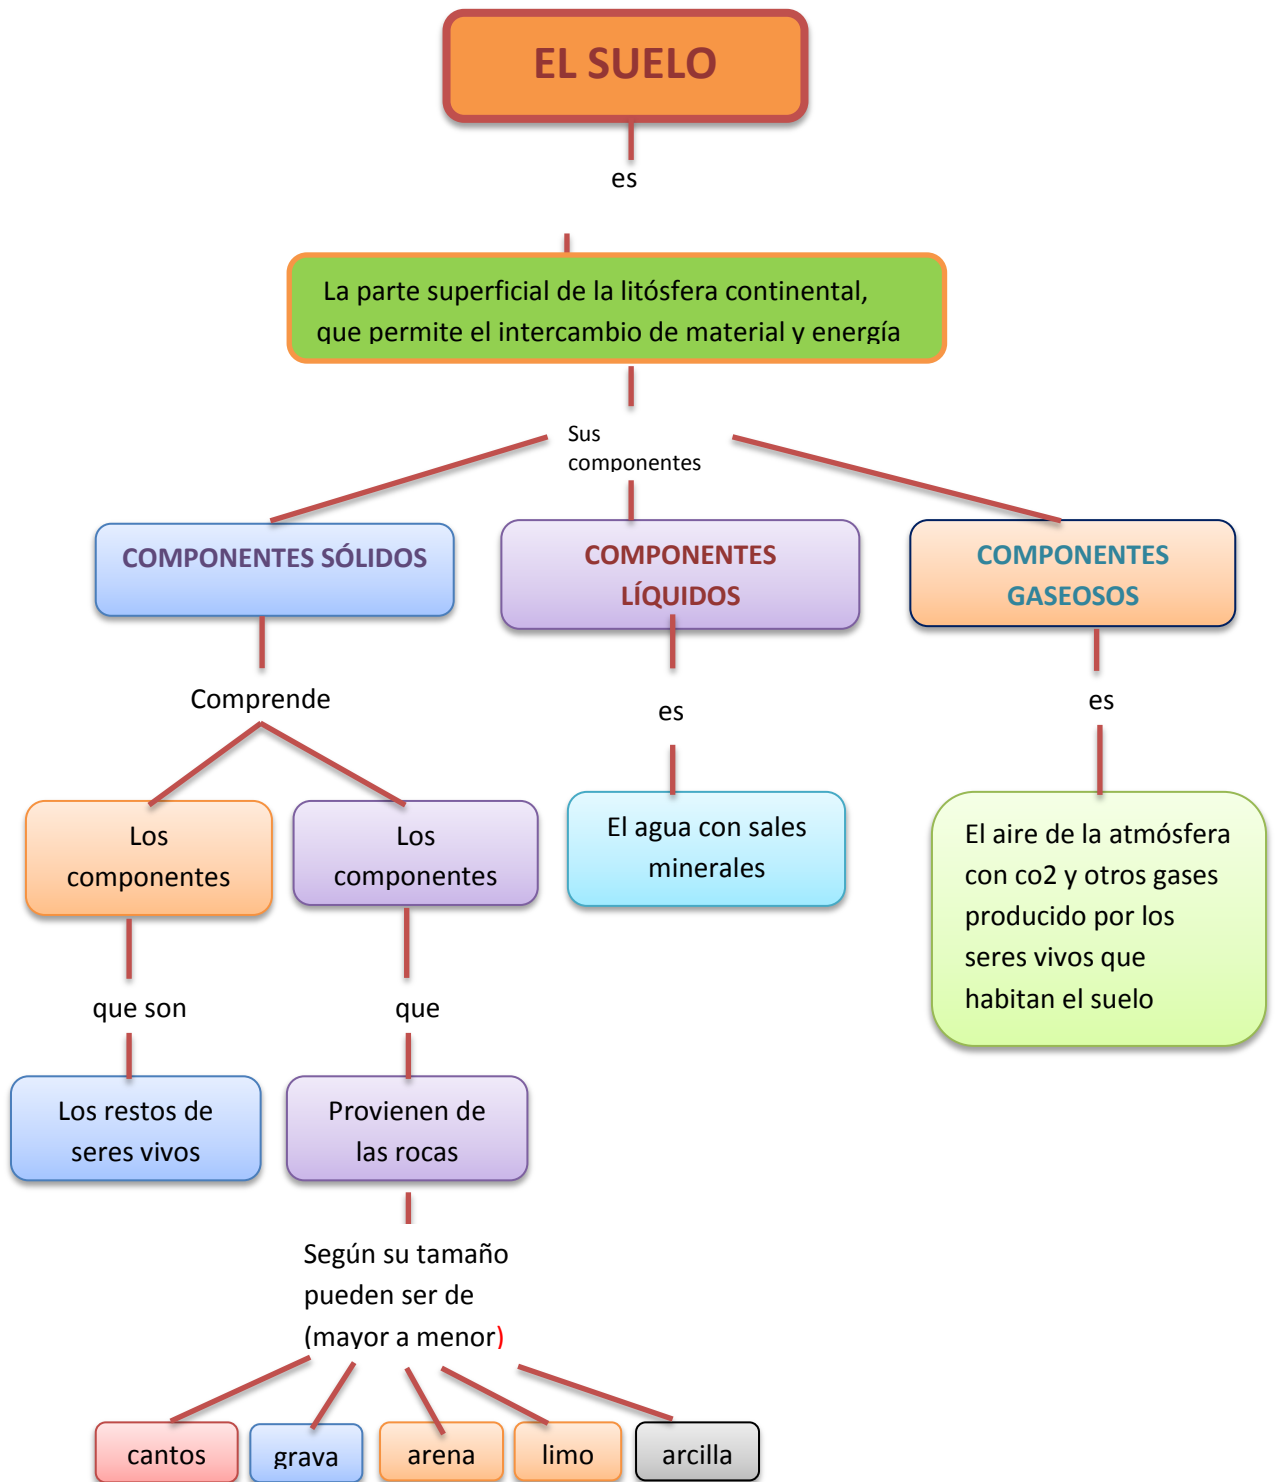 EL SUELO
es
La parte superficial de la litósfera continental,
que permite el intercambio de material y energía
Sus
componentes
COMPONENTES SÓLIDOS
COMPONENTES
LÍQUIDOS
COMPONENTES
GASEOSOS
Comprende
es
es
Los
componentes
Los
componentes
El agua con sales
minerales
El aire de la atmósfera
con co2 y otros gases
producido por los
seres vivos que
habitan el suelo
que son
que
Los restos de
seres vivos
Provienen de
las rocas
Según su tamaño
pueden ser de
(mayor a menor)
cantos
grava
arena
limo
arcilla